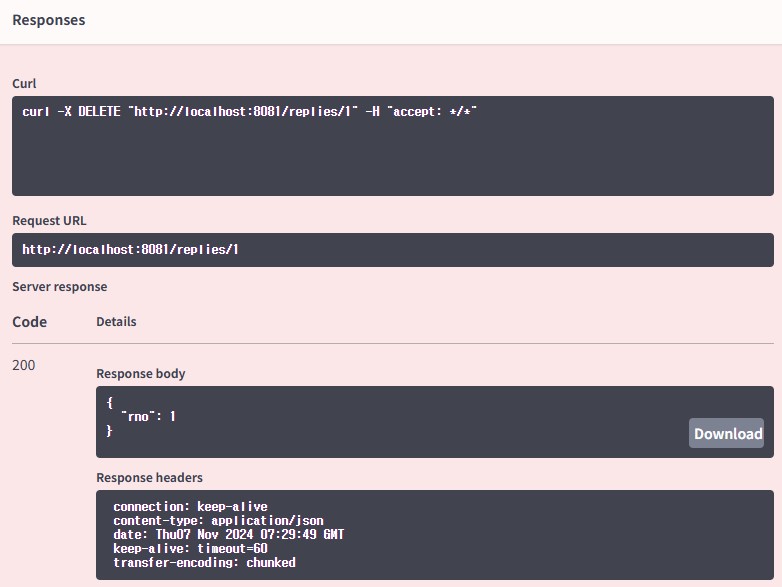 Responses
Curl
curl -X DELETE "http://localhost:8081/replies/1" -H "accept: */*"
Request URL
http://localhost:8081/replies/1
Server response
Code Details
200
Response body
{
  "rno": 1
}
Download
Response headers
connection: keep-alive
content-type: application/json
date: Thu07 Nov 2024 07:29:49 GMT
keep-alive: timeout=60
transfer-encoding: chunked